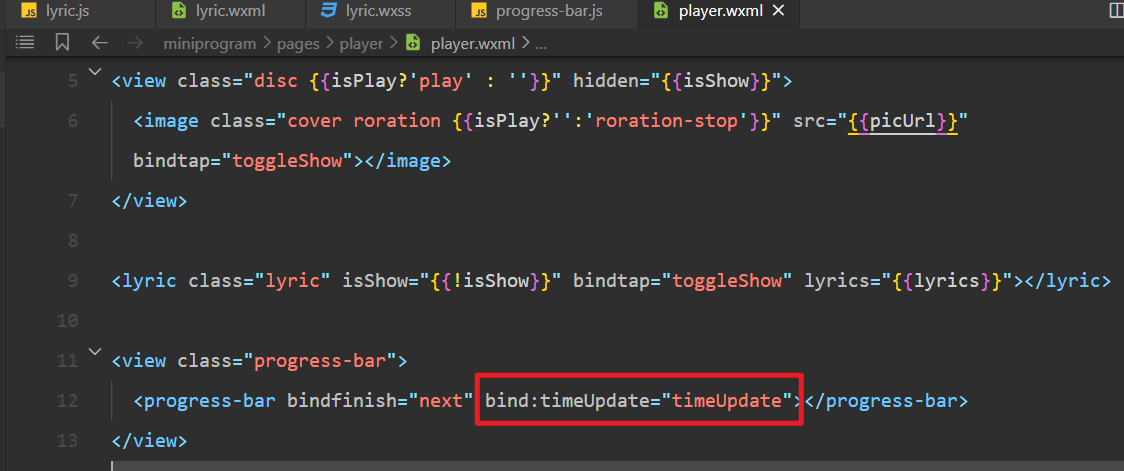 lyric.js lyric.wxml lyric.wxss progress-bar.js player.wxml
miniprogram > pages > player > player.wxml > ...
5 <view class="disc {{isPlay?'play' : ''}}" hidden="{{isShow}}">
6 <image class="cover roration {{isPlay?'':'roration-stop'}}" src="{{picUrl}}"
bindtap="toggleShow"></image>
7 </view>
8
9 <lyric class="lyric" isShow="{{!isShow}}" bindtap="toggleShow" lyrics="{{lyrics}}"></lyric>
10
11 <view class="progress-bar">
12 <progress-bar bindfinish="next" bind:timeUpdate="timeUpdate"></progress-bar>
13 </view>